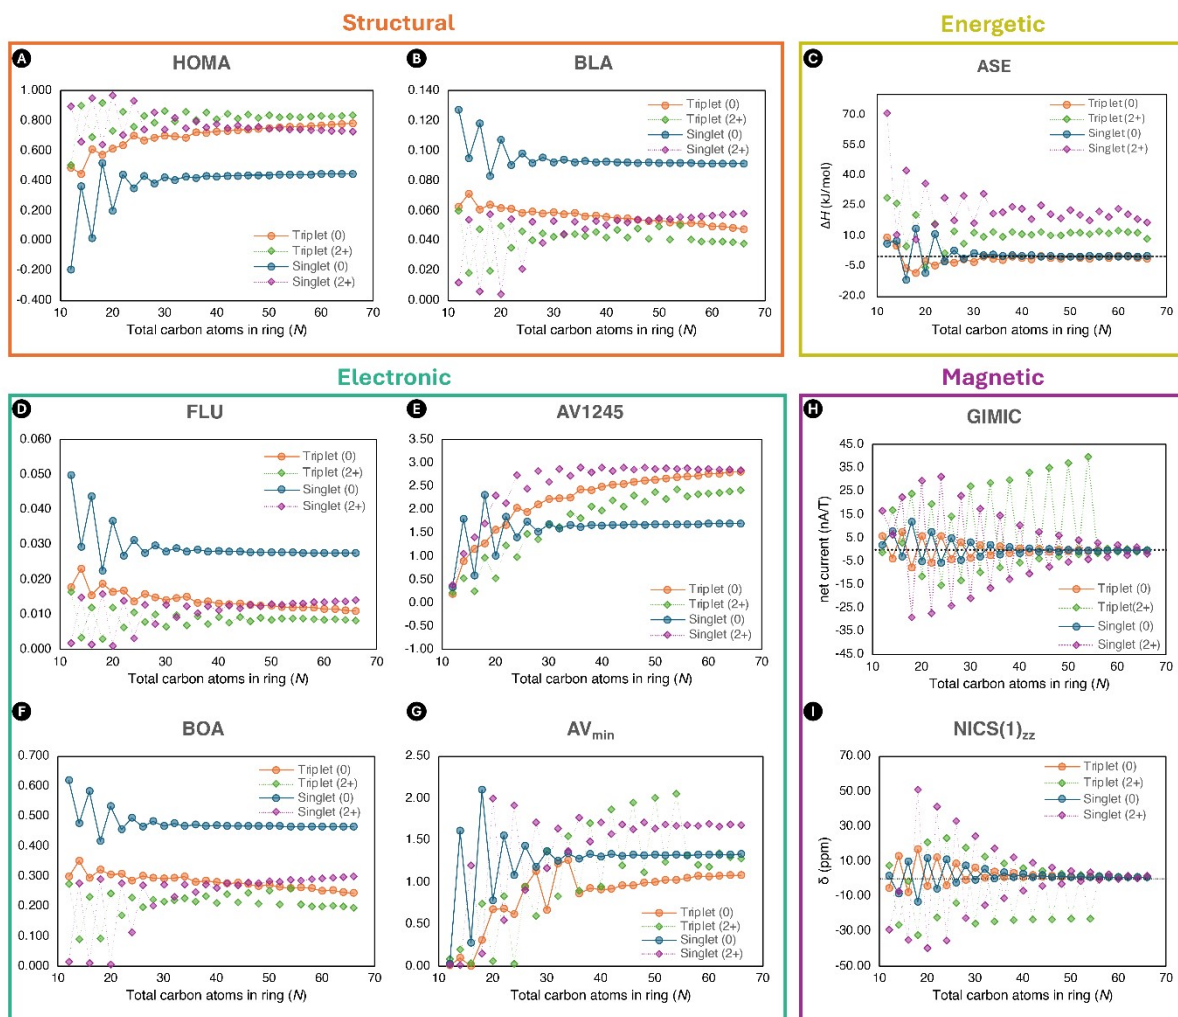 Structural
Energetic
A
HOMA
1.000
0.800
0.600
0.400
0.200
0.000
-0.200
-0.400
10 20 30 40 50 60 70
Total carbon atoms in ring (N)
Triplet (0)
Triplet (2+)
Singlet (0)
Singlet (2+)
B
BLA
0.140
0.120
0.100
0.080
0.060
0.040
0.020
0.000
10 20 30 40 50 60 70
Total carbon atoms in ring (N)
Triplet (0)
Triplet (2+)
Singlet (0)
Singlet (2+)
C
ASE
ΔH (kJ/mol)
70.0
55.0
40.0
25.0
10.0
-5.0
-20.0
10 20 30 40 50 60 70
Total carbon atoms in ring (N)
Triplet (0)
Triplet (2+)
Singlet (0)
Singlet (2+)
Electronic
Magnetic
D
FLU
0.060
0.050
0.040
0.030
0.020
0.010
0.000
10 20 30 40 50 60 70
Total carbon atoms in ring (N)
Triplet (0)
Triplet (2+)
Singlet (0)
Singlet (2+)
E
AV1245
3.50
3.00
2.50
2.00
1.50
1.00
0.50
0.00
-0.50
-1.00
10 20 30 40 50 60 70
Total carbon atoms in ring (N)
Triplet (0)
Triplet (2+)
Singlet (0)
Singlet (2+)
H
GIMIC
net current (nA/T)
45.0
35.0
25.0
15.0
5.0
-5.0
-15.0
-25.0
-35.0
-45.0
10 20 30 40 50 60 70
Total carbon atoms in ring (N)
Triplet (0)
Triplet(2+)
Singlet (0)
Singlet (2+)
F
BOA
0.700
0.600
0.500
0.400
0.300
0.200
0.100
0.000
10 20 30 40 50 60 70
Total carbon atoms in ring (N)
Triplet (0)
Triplet (2+)
Singlet (0)
Singlet (2+)
G
AVmin
2.50
2.00
1.50
1.00
0.50
0.00
10 20 30 40 50 60 70
Total carbon atoms in ring (N)
Triplet (0)
Triplet (2+)
Singlet (0)
Singlet (2+)
I
NICS(1)zz
δ (ppm)
70.00
50.00
30.00
10.00
-10.00
-30.00
-50.00
10 20 30 40 50 60 70
Total carbon atoms in ring (N)
Triplet (0)
Triplet (2+)
Singlet (0)
Singlet (2+)